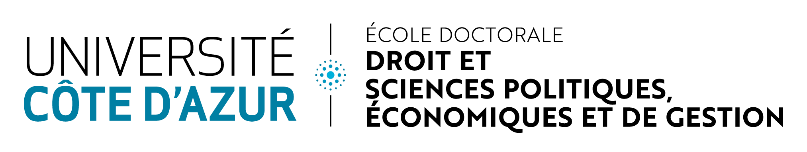 UNIVERSITÉ
CÔTE D'AZUR
ÉCOLE DOCTORALE
DROIT ET
SCIENCES POLITIQUES,
ÉCONOMIQUES ET DE GESTION